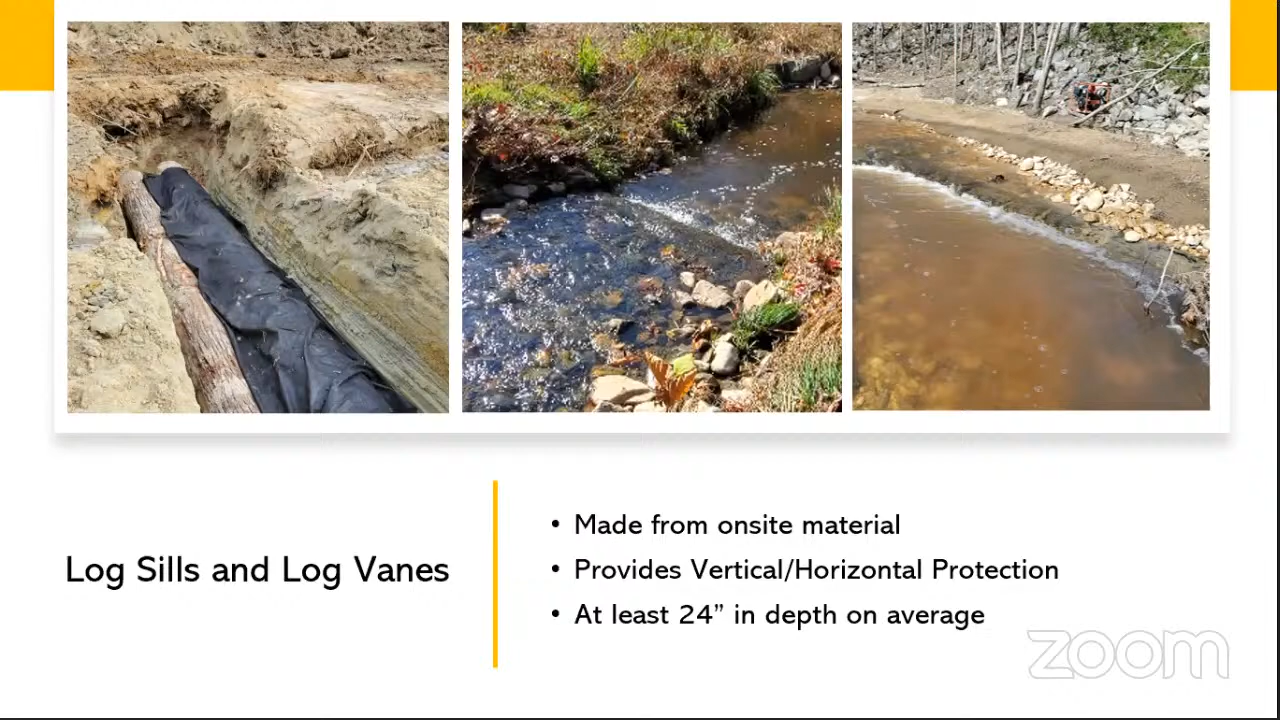 Log Sills and Log Vanes
• Made from onsite material
• Provides Vertical/Horizontal Protection
• At least 24” in depth on average
zoom